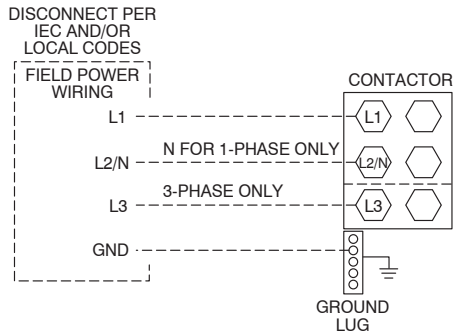 DISCONNECT PER
IEC AND/OR
LOCAL CODES
FIELD POWER
WIRING
CONTACTOR
L1
L1
L2/N
N FOR 1-PHASE ONLY
L2/N
L3
3-PHASE ONLY
L3
GND
GROUND
LUG